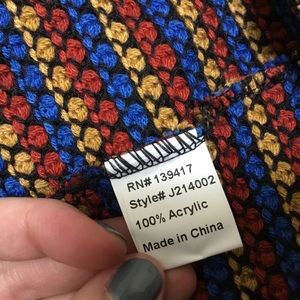 RN# 139417
Style# J214002
100% Acrylic
Made in China